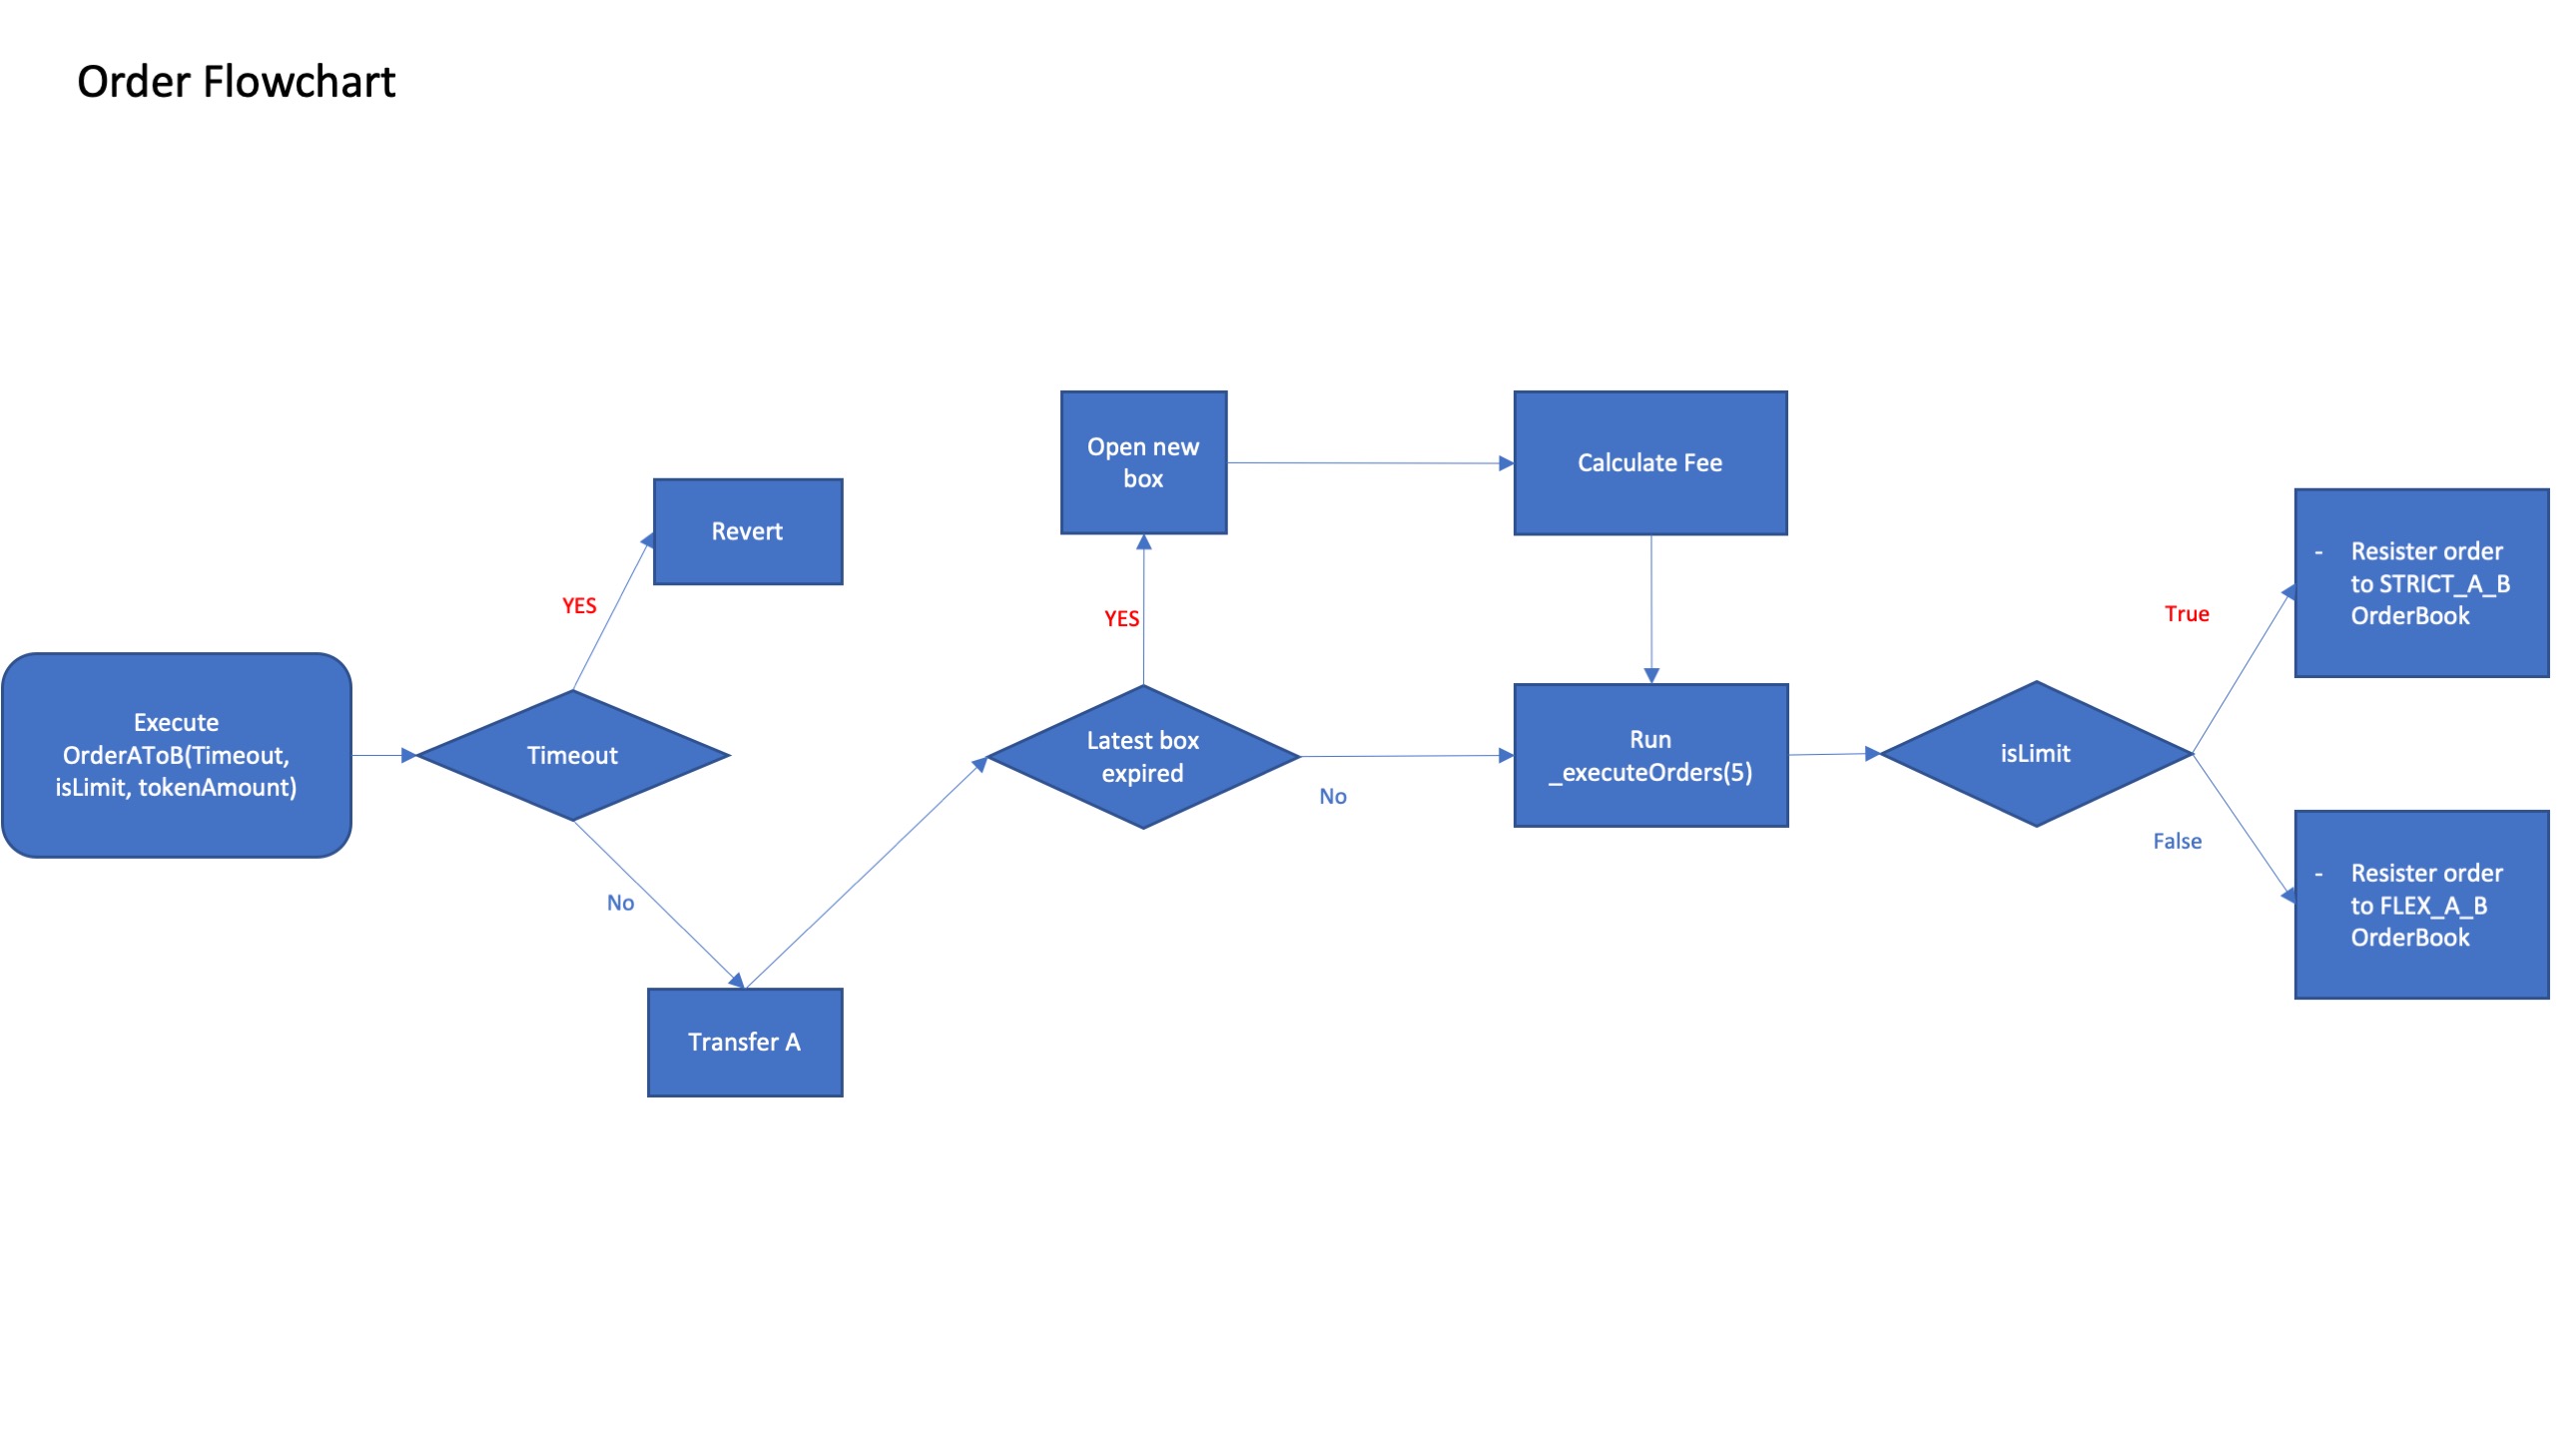 Order Flowchart
Execute
OrderAToB(Timeout,
isLimit, tokenAmount)
Timeout
YES
Revert
No
Transfer A
Latest box
expired
YES
Open new
box
Calculate Fee
No
Run
_executeOrders(5)
isLimit
True
- Resister order
to STRICT_A_B
OrderBook
False
- Resister order
to FLEX_A_B
OrderBook